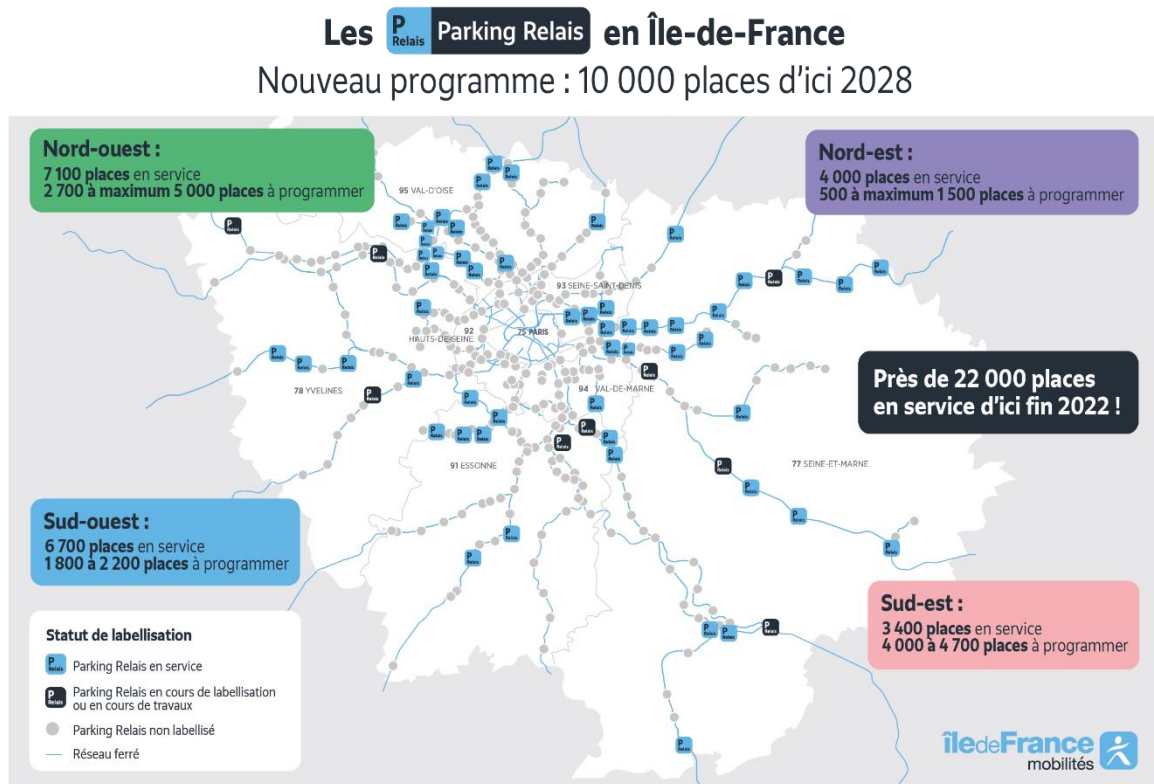 Les P Relais Parking Relais en Île-de-France
Nouveau programme : 10 000 places d'ici 2028
Nord-ouest :
7 100 places en service
2 700 à maximum 5 000 places à programmer
Nord-est :
4 000 places en service
500 à maximum 1 500 places à programmer
95 VAL-D'OISE
93 SEINE-SAINT-DENIS
92
HAUTS-DE-SEINE
75 PARIS
78 YVELINES
94 VAL-DE-MARNE
Près de 22 000 places
en service d'ici fin 2022 !
91 ESSONNE
77 SEINE-ET-MARNE
Sud-ouest :
6 700 places en service
1 800 à 2 200 places à programmer
Sud-est :
3 400 places en service
4 000 à 4 700 places à programmer
Statut de labellisation
P Relais Parking Relais en service
P Relais Parking Relais en cours de labellisation
ou en cours de travaux
Parking Relais non labellisé
Réseau ferré
îledeFrance
mobilités